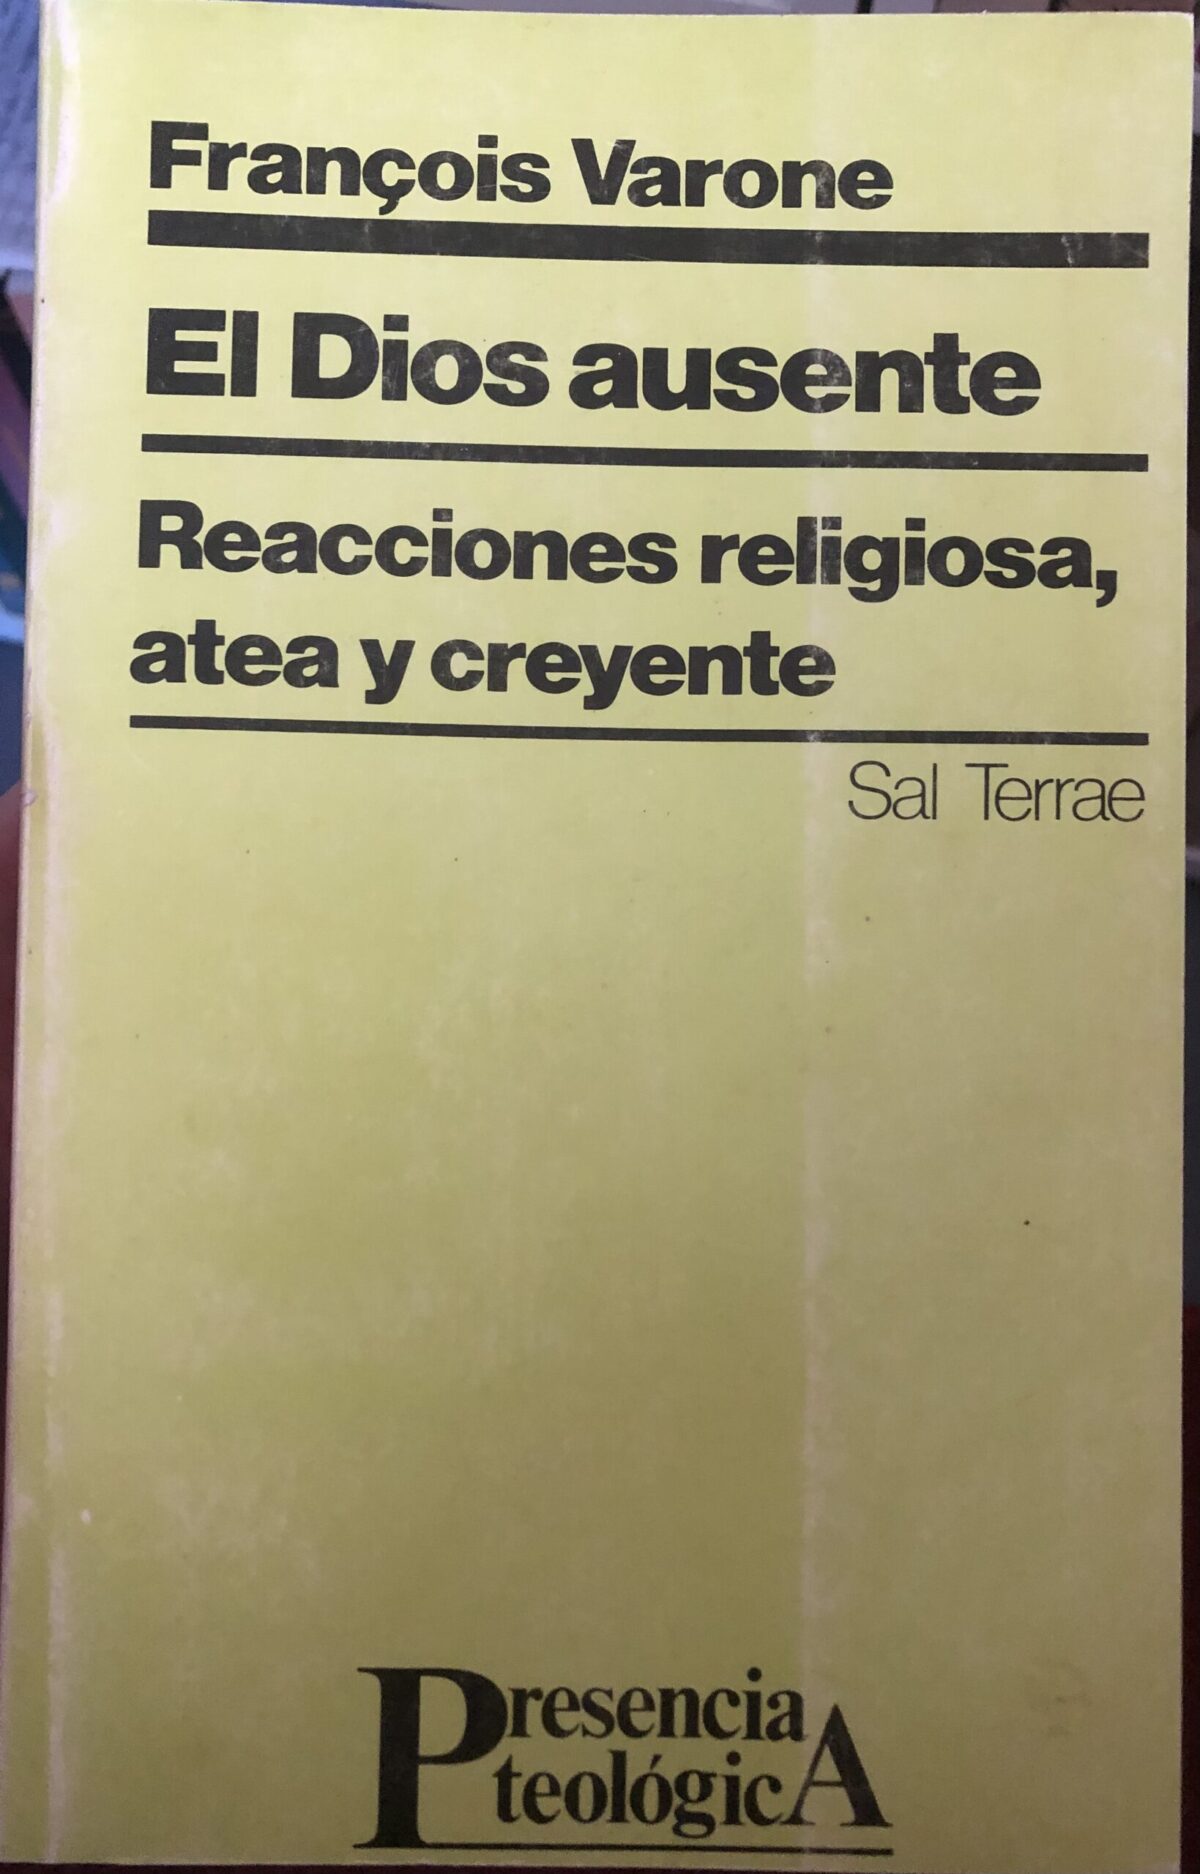 François Varone
El Dios ausente
Reacciones religiosa,
atea y creyente
Sal Terrae
Presencia
teológicA